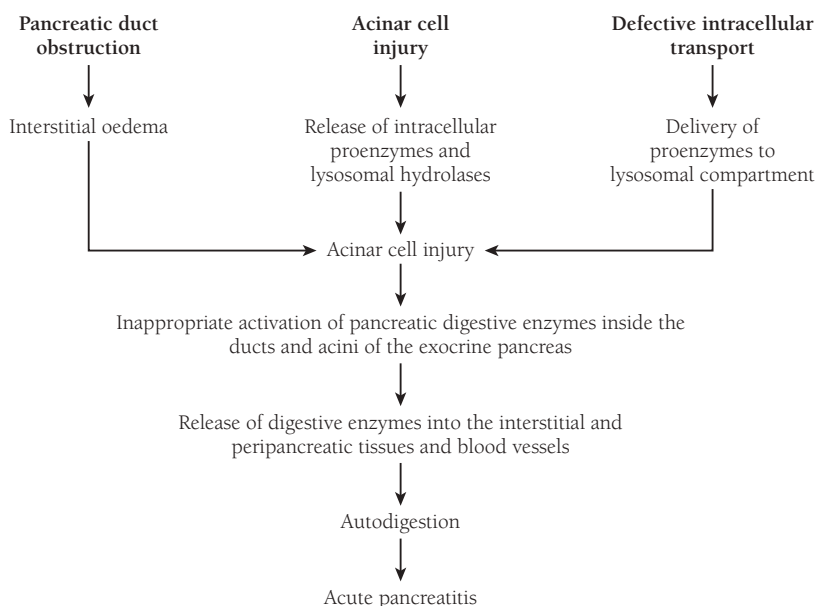 Pancreatic duct
obstruction
Acinar cell
injury
Defective intracellular
transport
Interstitial oedema
Release of intracellular
proenzymes and
lysosomal hydrolases
Delivery of
proenzymes to
lysosomal compartment
Acinar cell injury
Inappropriate activation of pancreatic digestive enzymes inside the
ducts and acini of the exocrine pancreas
Release of digestive enzymes into the interstitial and
peripancreatic tissues and blood vessels
Autodigestion
Acute pancreatitis